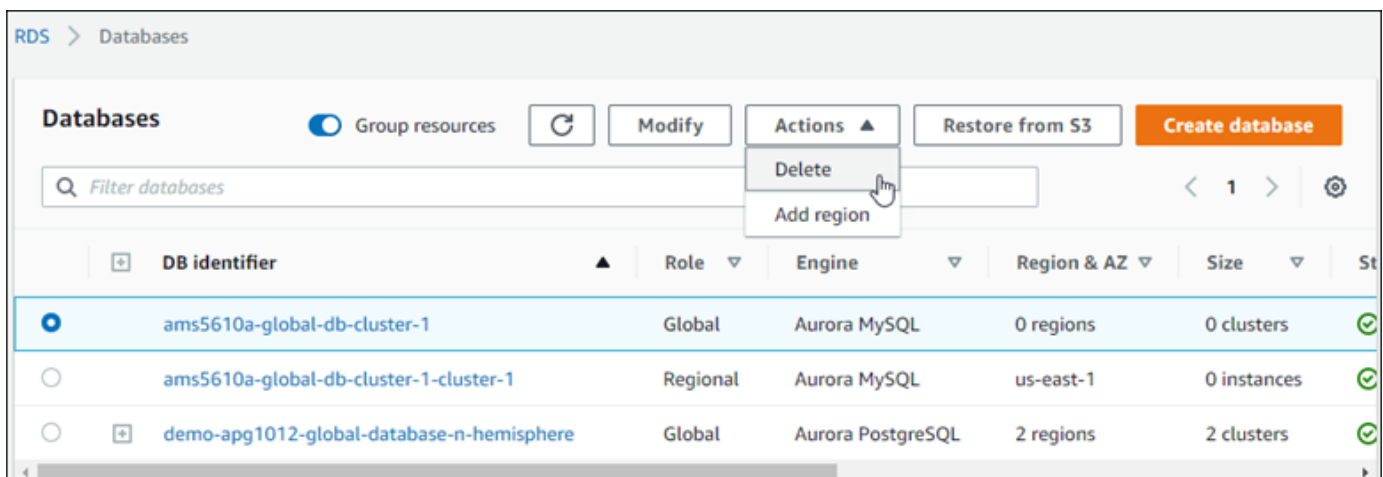 RDS > Databases
Databases Group resources Modify Actions ▲ Restore from S3 Create database
Filter databases Delete < 1 >
Add region
DB identifier ▲ Role ▽ Engine ▽ Region & AZ ▽ Size ▽ St
ams5610a-global-db-cluster-1 Global Aurora MySQL 0 regions 0 clusters
ams5610a-global-db-cluster-1-cluster-1 Regional Aurora MySQL us-east-1 0 instances
demo-apg1012-global-database-n-hemisphere Global Aurora PostgreSQL 2 regions 2 clusters